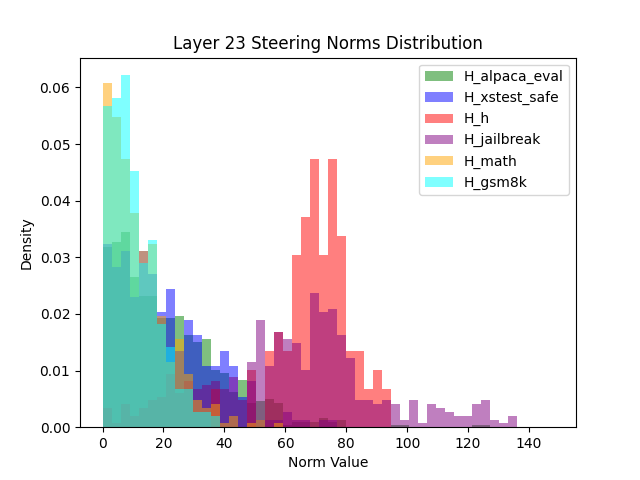 Layer 23 Steering Norms Distribution
H_alpaca_eval
H_xstest_safe
H_h
H_jailbreak
H_math
H_gsm8k
Density
0.06
0.05
0.04
0.03
0.02
0.01
0.00
0 20 40 60 80 100 120 140
Norm Value